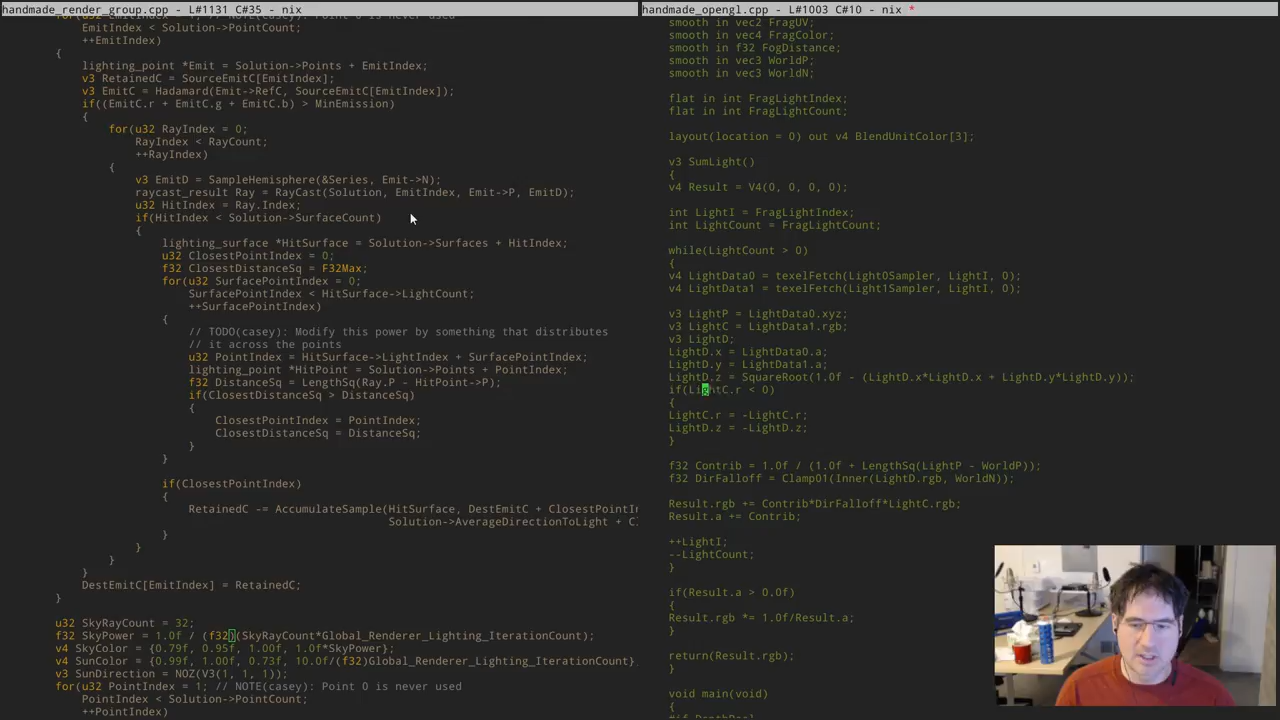 handmade_render_group.cpp - L#1131 C#35 - nix
EmitIndex < Solution->PointCount;
++EmitIndex)
{
lighting_point *Emit = Solution->Points + EmitIndex;
v3 RetainedC = SourceEmitC[EmitIndex];
v3 EmitC = Hadamard(Emit->RefC, SourceEmitC[EmitIndex]);
if((EmitC.r + EmitC.g + EmitC.b) > MinEmission)
{
for(u32 RayIndex = 0;
RayIndex < RayCount;
++RayIndex)
{
v3 EmitD = SampleHemisphere(&Series, Emit->N);
raycast_result Ray = RayCast(Solution, EmitIndex, Emit->P, EmitD);
u32 HitIndex = Ray.Index;
if(HitIndex < Solution->SurfaceCount)
{
lighting_surface *HitSurface = Solution->Surfaces + HitIndex;
u32 ClosestPointIndex = 0;
f32 ClosestDistanceSq = F32Max;
for(u32 SurfacePointIndex = 0;
SurfacePointIndex < HitSurface->LightCount;
++SurfacePointIndex)
{
// TODO(casey): Modify this power by something that distributes
// it across the points
u32 PointIndex = HitSurface->LightIndex + SurfacePointIndex;
lighting_point *HitPoint = Solution->Points + PointIndex;
f32 DistanceSq = LengthSq(Ray.P - HitPoint->P);
if(ClosestDistanceSq > DistanceSq)
{
ClosestPointIndex = PointIndex;
ClosestDistanceSq = DistanceSq;
}
}
if(ClosestPointIndex)
{
RetainedC -= AccumulateSample(HitSurface, DestEmitC + ClosestPointIn
Solution->AverageDirectionToLight + Cl
}
}
}
}
DestEmitC[EmitIndex] = RetainedC;
}
u32 SkyRayCount = 32;
f32 SkyPower = 1.0f / (f32)(SkyRayCount*Global_Renderer_Lighting_IterationCount);
v4 SkyColor = {0.79f, 0.95f, 1.00f, 1.0f*SkyPower};
v4 SunColor = {0.99f, 1.00f, 0.73f, 10.0f/(f32)Global_Renderer_Lighting_IterationCount}
v3 SunDirection = NOZ(V3(1, 1, 1));
for(u32 PointIndex = 1; // NOTE(casey): Point 0 is never used
PointIndex < Solution->PointCount;
++PointIndex)
handmade_opengl.cpp - L#1003 C#10 - nix *
smooth in vec2 FragUV;
smooth in vec4 FragColor;
smooth in f32 FogDistance;
smooth in vec3 WorldP;
smooth in vec3 WorldN;
flat in int FragLightIndex;
flat in int FragLightCount;
layout(location = 0) out v4 BlendUnitColor[3];
v3 SumLight()
{
v4 Result = V4(0, 0, 0, 0);
int LightI = FragLightIndex;
int LightCount = FragLightCount;
while(LightCount > 0)
{
v4 LightData0 = texelFetch(Light0Sampler, LightI, 0);
v4 LightData1 = texelFetch(Light1Sampler, LightI, 0);
v3 LightP = LightData0.xyz;
v3 LightC = LightData1.rgb;
v3 LightD;
LightD.x = LightData0.a;
LightD.y = LightData1.a;
LightD.z = SquareRoot(1.0f - (LightD.x*LightD.x + LightD.y*LightD.y));
if(LightC.r < 0)
{
LightC.r = -LightC.r;
LightD.z = -LightD.z;
}
f32 Contrib = 1.0f / (1.0f + LengthSq(LightP - WorldP));
f32 DirFalloff = Clamp01(Inner(LightD.rgb, WorldN));
Result.rgb += Contrib*DirFalloff*LightC.rgb;
Result.a += Contrib;
++LightI;
--LightCount;
}
if(Result.a > 0.0f)
{
Result.rgb *= 1.0f/Result.a;
}
return(Result.rgb);
}
void main(void)
{